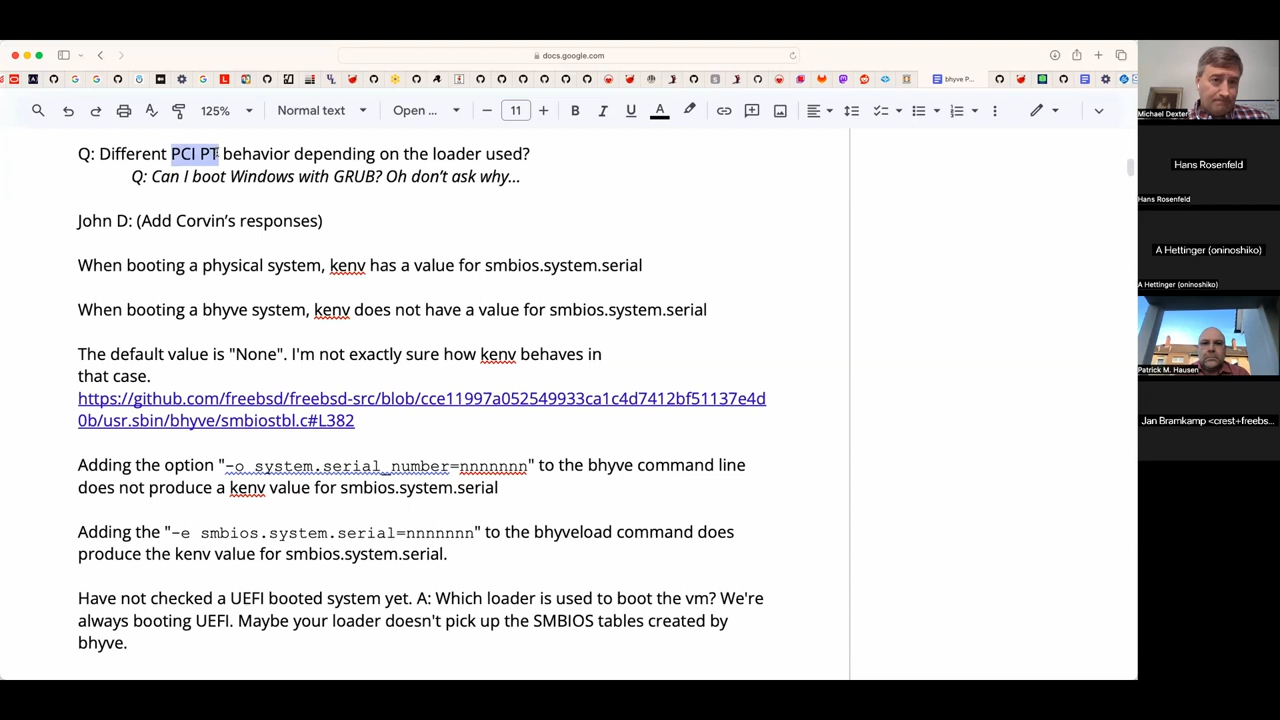 docs.google.com
bhyve P...
125%
Normal text
Open ...
11
Q: Different PCI PT behavior depending on the loader used?
Q: Can I boot Windows with GRUB? Oh don't ask why...
John D: (Add Corvin's responses)
When booting a physical system, kenv has a value for smbios.system.serial
When booting a bhyve system, kenv does not have a value for smbios.system.serial
The default value is "None". I'm not exactly sure how kenv behaves in
that case.
https://github.com/freebsd/freebsd-src/blob/cce11997a052549933ca1c4d7412bf51137e4d
0b/usr.sbin/bhyve/smbiostbl.c#L382
Adding the option "-o system.serial_number=nnnnnnn" to the bhyve command line
does not produce a kenv value for smbios.system.serial
Adding the "-e smbios.system.serial=nnnnnnn" to the bhyveload command does
produce the kenv value for smbios.system.serial.
Have not checked a UEFI booted system yet. A: Which loader is used to boot the vm? We're
always booting UEFI. Maybe your loader doesn't pick up the SMBIOS tables created by
bhyve.
Michael Dexter
Hans Rosenfeld
Hans Rosenfeld
A Hettinger (oninoshiko)
A Hettinger (oninoshiko)
Patrick M. Hausen
Jan Bramkamp <crest+freebs...